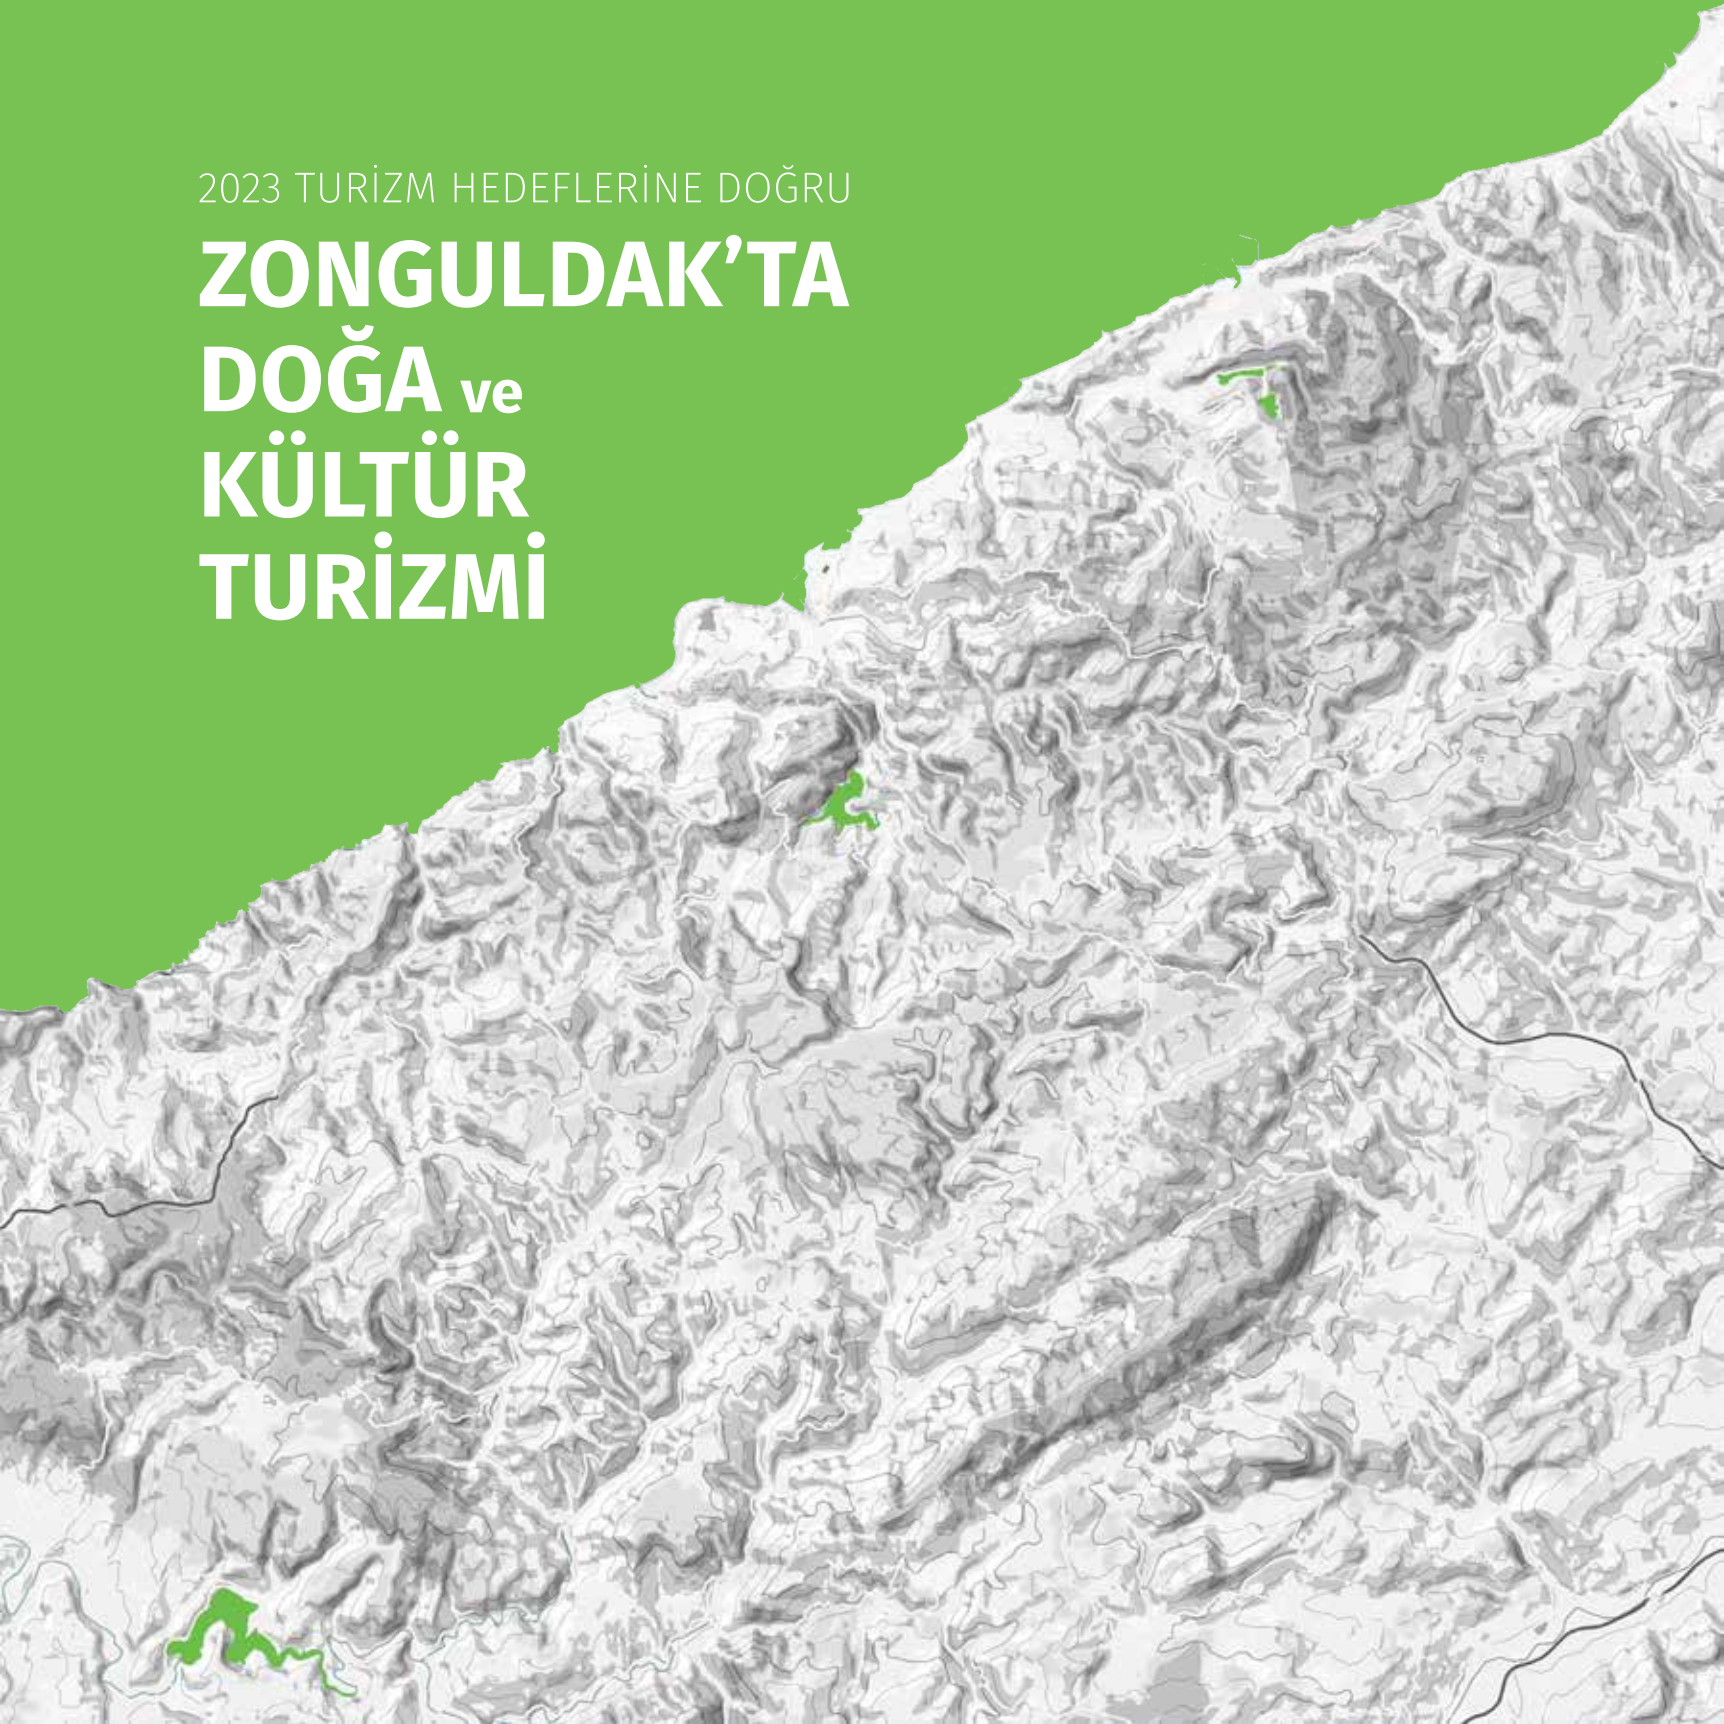 2023 TURİZM HEDEFLERİNE DOĞRU
ZONGULDAK’TA
DOĞA ve
KÜLTÜR
TURİZMİ